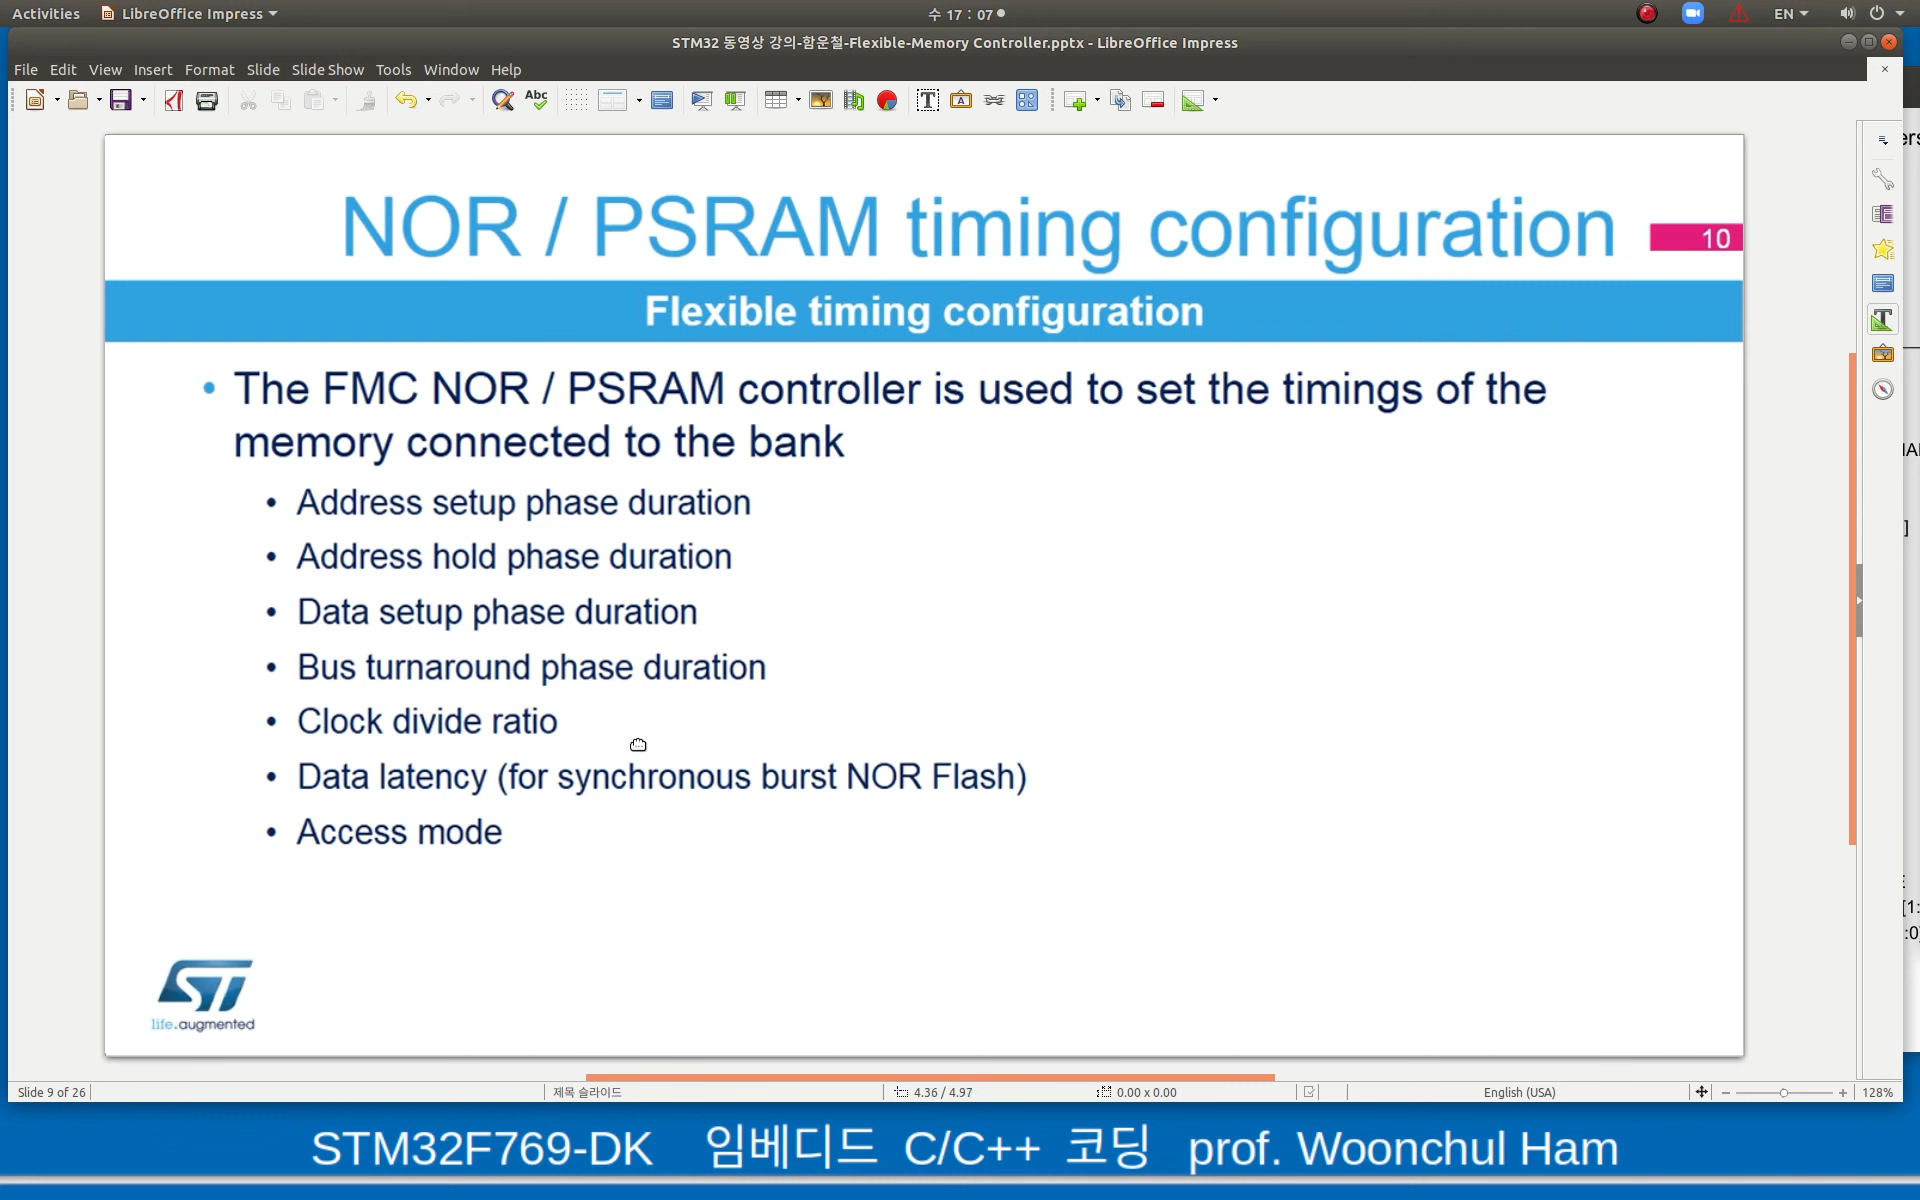 Activities LibreOffice Impress 수 17 : 07 EN
STM32 동영상 강의-함운철-Flexible-Memory Controller.pptx - LibreOffice Impress
File Edit View Insert Format Slide Slide Show Tools Window Help
NOR / PSRAM timing configuration
10
Flexible timing configuration
• The FMC NOR / PSRAM controller is used to set the timings of the
memory connected to the bank
• Address setup phase duration
• Address hold phase duration
• Data setup phase duration
• Bus turnaround phase duration
• Clock divide ratio
• Data latency (for synchronous burst NOR Flash)
• Access mode
ST
life.augmented
Slide 9 of 26 제목 슬라이드 4.36 / 4.97 0.00 x 0.00 English (USA) 128%
STM32F769-DK 임베디드 C/C++ 코딩 prof. Woonchul Ham